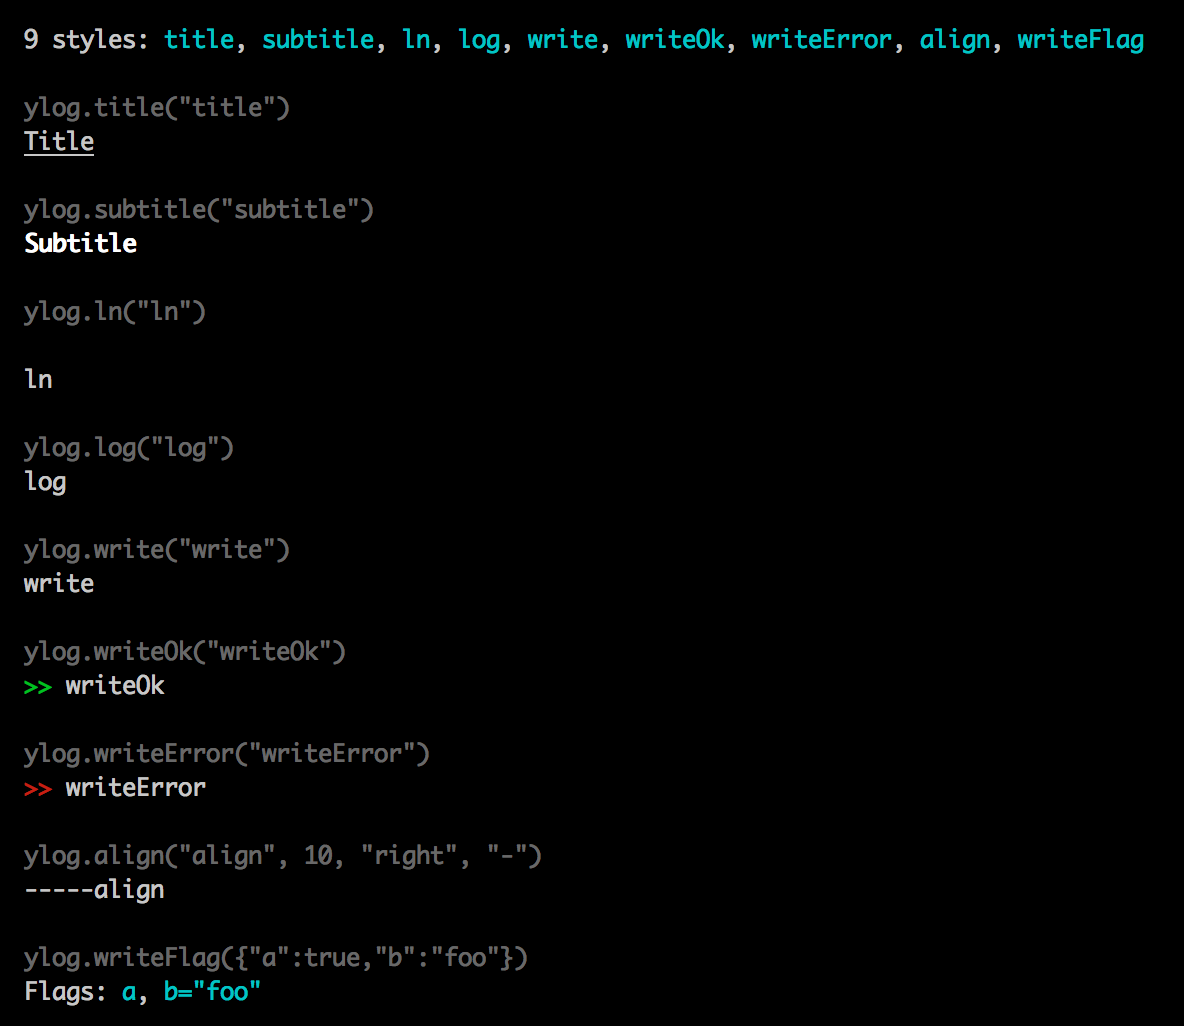 9 styles: title, subtitle, ln, log, write, writeOk, writeError, align, writeFlag
ylog.title("title")
Title
ylog.subtitle("subtitle")
Subtitle
ylog.ln("ln")
ln
ylog.log("log")
log
ylog.write("write")
write
ylog.writeOk("writeOk")
>> writeOk
ylog.writeError("writeError")
>> writeError
ylog.align("align", 10, "right", "-")
-----align
ylog.writeFlag({"a":true,"b":"foo"})
Flags: a, b="foo"